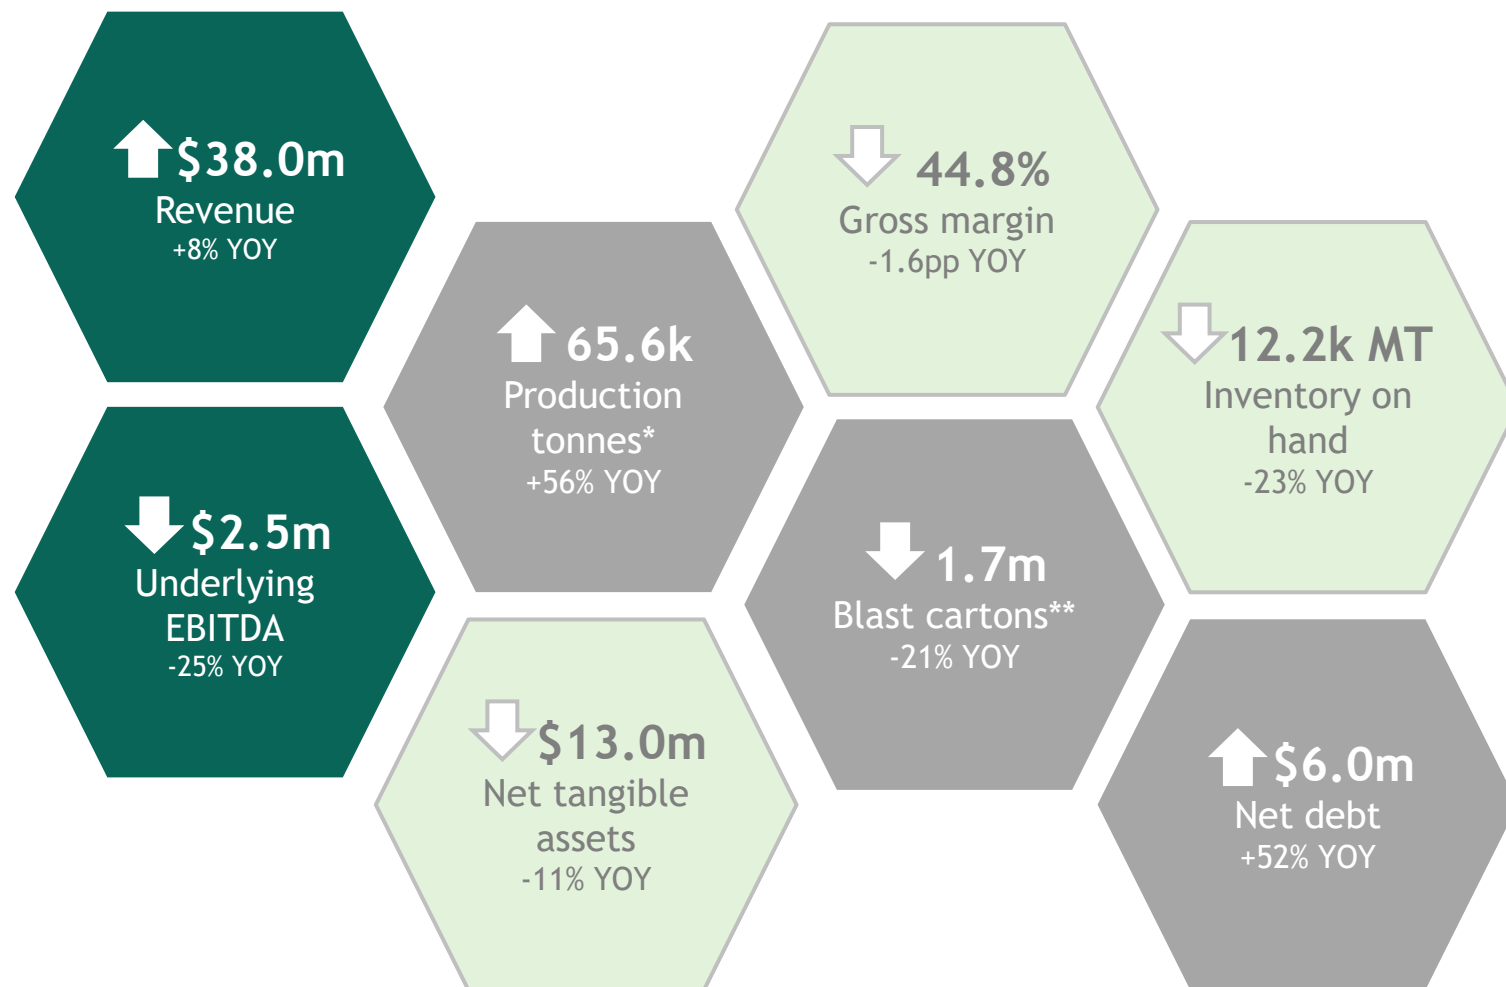 $38.0m
Revenue
+8% YOY
$2.5m
Underlying
EBITDA
-25% YOY
65.6k
Production
tonnes*
+56% YOY
$13.0m
Net tangible
assets
-11% YOY
44.8%
Gross margin
-1.6pp YOY
1.7m
Blast cartons**
-21% YOY
12.2k MT
Inventory on
hand
-23% YOY
$6.0m
Net debt
+52% YOY